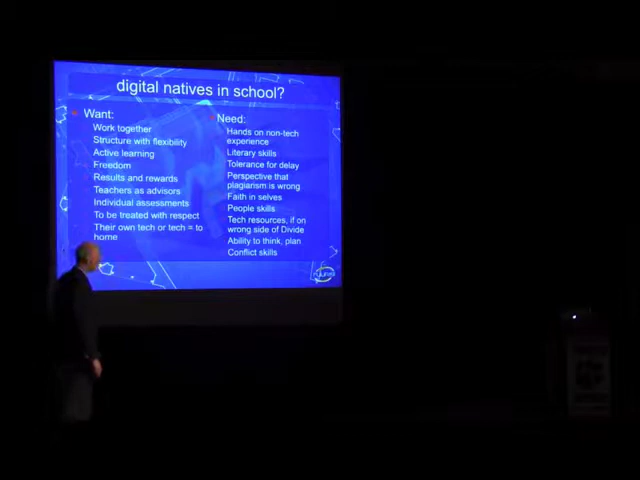 digital natives in school?
Want:
Work together
Structure with flexibility
Active learning
Freedom
Results and rewards
Teachers as advisors
Individual assessments
To be treated with respect
Their own tech or tech = to
home
Need:
Hands on non-tech
experience
Literary skills
Tolerance for delay
Perspective that
plagiarism is wrong
Faith in selves
People skills
Tech resources, if on
wrong side of Divide
Ability to think, plan
Conflict skills